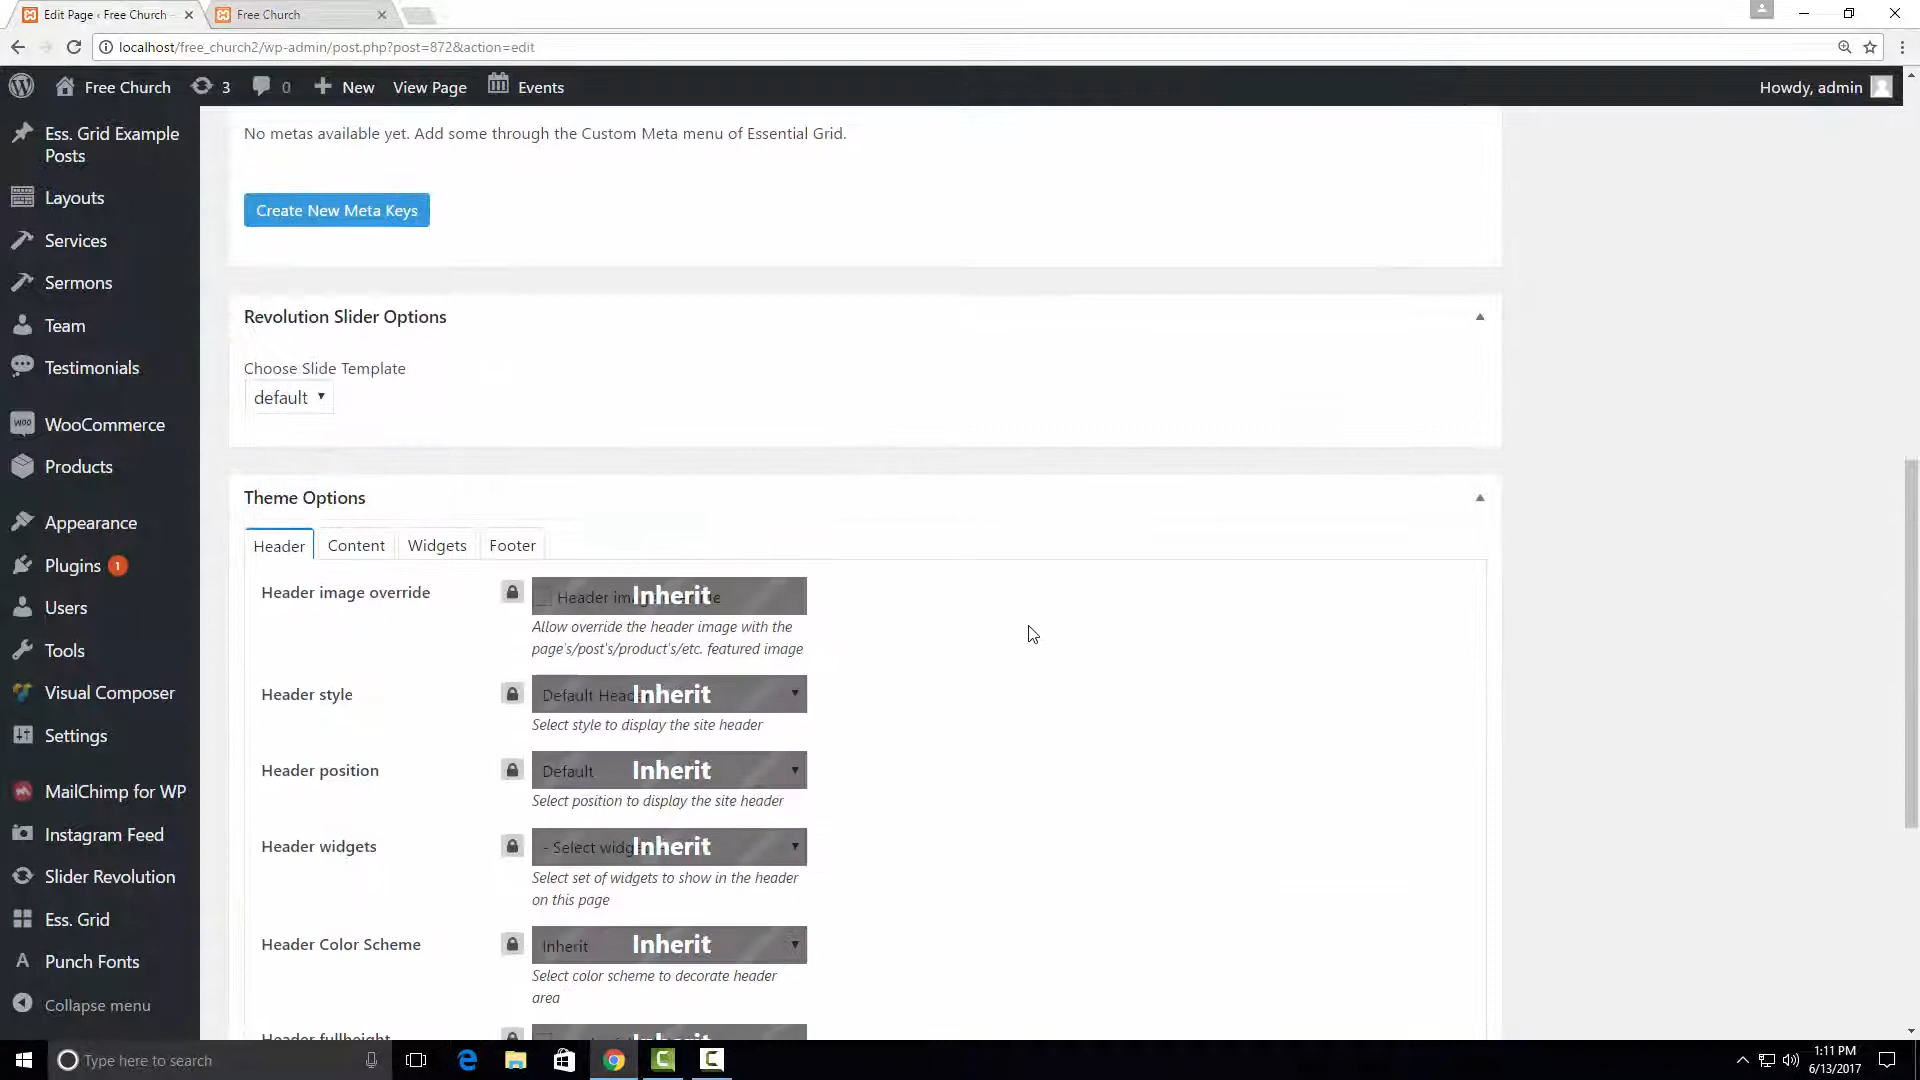 Edit Page ‹ Free Church
Free Church
localhost/free_church2/wp-admin/post.php?post=872&action=edit
Free Church
3
0
New
View Page
Events
Howdy, admin
Ess. Grid Example
Posts
Layouts
Services
Sermons
Team
Testimonials
WooCommerce
Products
Appearance
Plugins 1
Users
Tools
Visual Composer
Settings
MailChimp for WP
Instagram Feed
Slider Revolution
Ess. Grid
Punch Fonts
Collapse menu
No metas available yet. Add some through the Custom Meta menu of Essential Grid.
Create New Meta Keys
Revolution Slider Options
Choose Slide Template
default
Theme Options
Header
Content
Widgets
Footer
Header image override
Inherit
Allow override the header image with the
page's/post's/product's/etc. featured image
Header style
Default
Inherit
Select style to display the site header
Header position
Default
Inherit
Select position to display the site header
Header widgets
- Select
Inherit
Select set of widgets to show in the header
on this page
Header Color Scheme
Inherit
Inherit
Select color scheme to decorate header
area
Header fullheight
Inherit
Type here to search
1:11 PM
6/13/2017